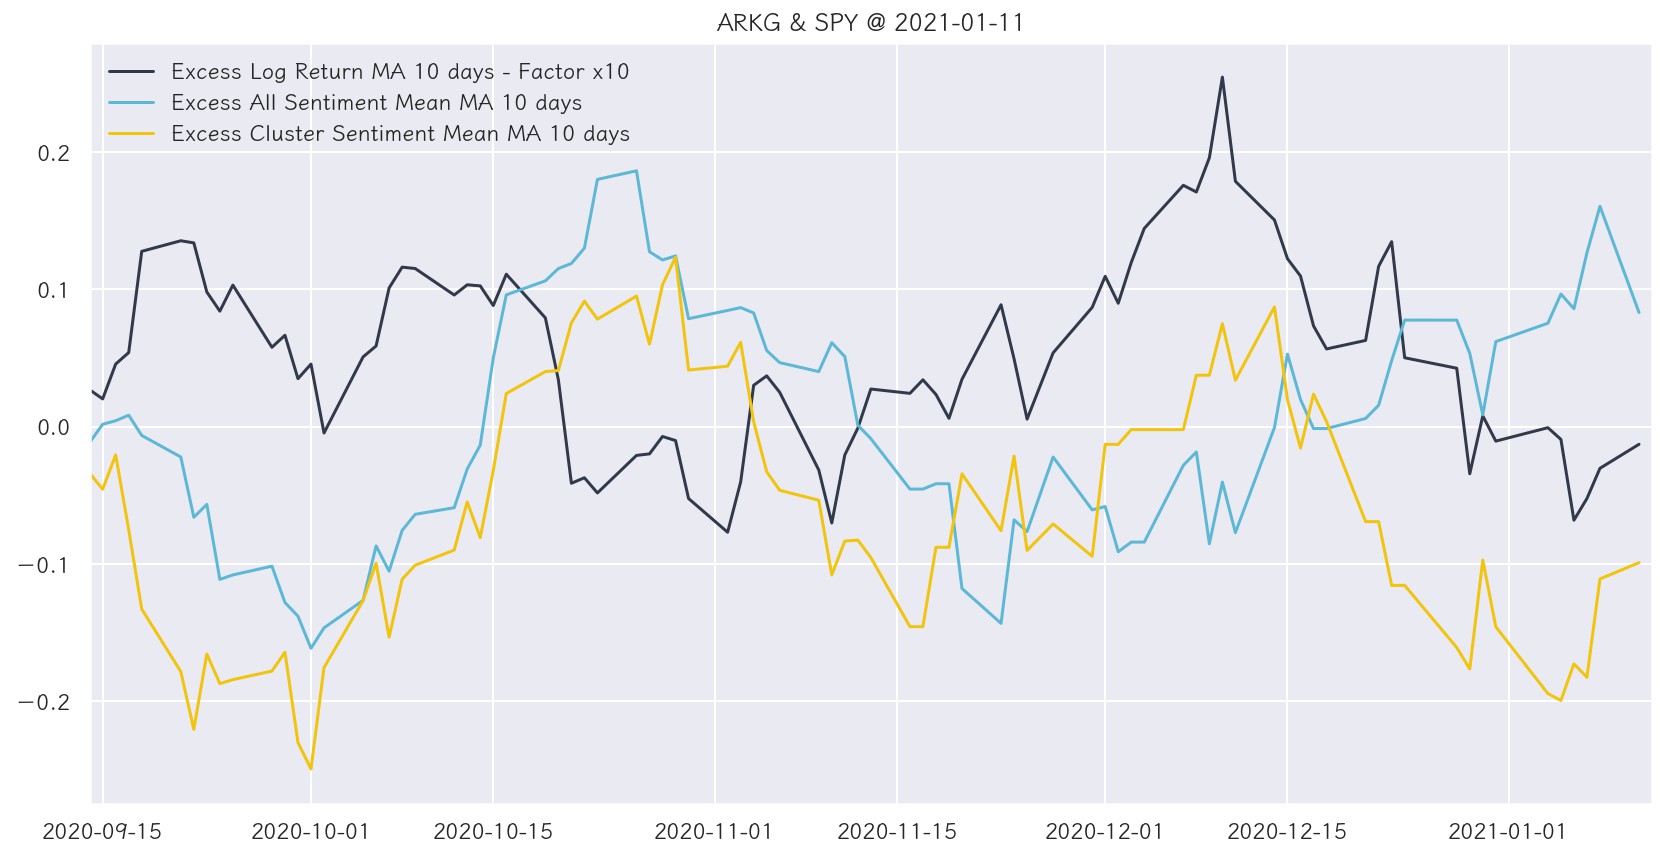 ARKG & SPY @ 2021-01-11
Excess Log Return MA 10 days - Factor x10
Excess All Sentiment Mean MA 10 days
Excess Cluster Sentiment Mean MA 10 days
0.2
0.1
0.0
−0.1
−0.2
2020-09-15 2020-10-01 2020-10-15 2020-11-01 2020-11-15 2020-12-01 2020-12-15 2021-01-01